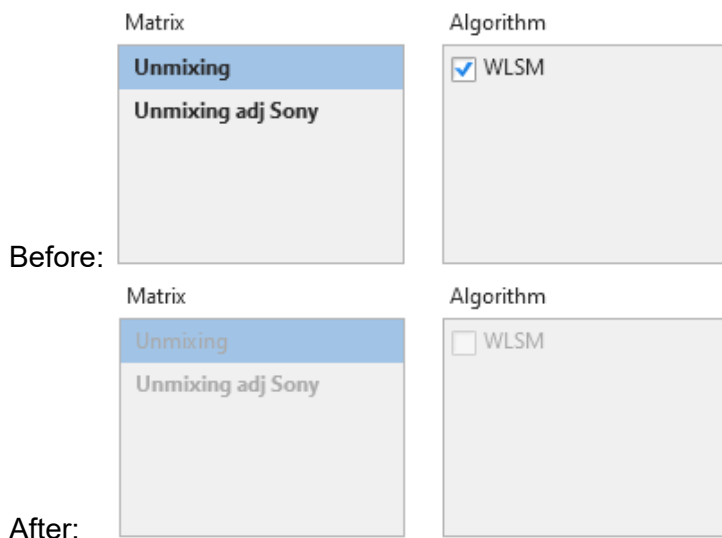 Matrix Algorithm
Unmixing WLSM
Unmixing adj Sony
Before:
Matrix Algorithm
Unmixing WLSM
Unmixing adj Sony
After: